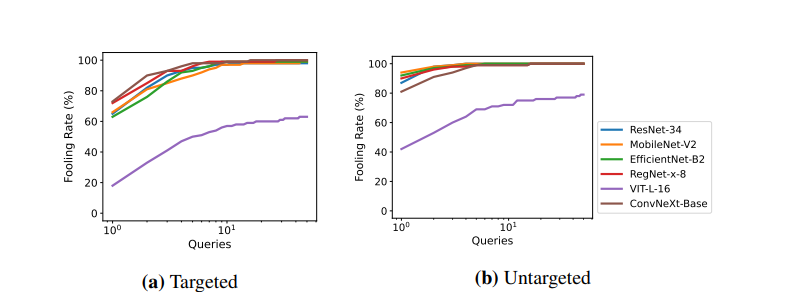 100
80
60
40
20
0
Fooling Rate (%)
10^0
10^1
Queries
(a) Targeted
100
80
60
40
20
0
Fooling Rate (%)
10^0
10^1
Queries
(b) Untargeted
ResNet-34
MobileNet-V2
EfficientNet-B2
RegNet-x-8
VIT-L-16
ConvNeXt-Base